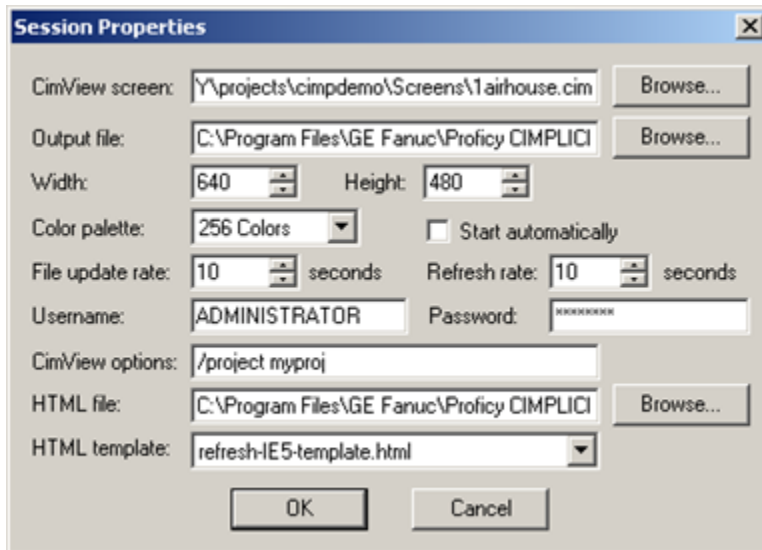 Session Properties
CimView screen: Y\projects\cimpdemo\Screens\1airhouse.cim Browse...
Output file: C:\Program Files\GE Fanuc\Proficy CIMPLICI Browse...
Width: 640 Height: 480
Color palette: 256 Colors Start automatically
File update rate: 10 seconds Refresh rate: 10 seconds
Username: ADMINISTRATOR Password: ********
CimView options: /project myproj
HTML file: C:\Program Files\GE Fanuc\Proficy CIMPLICI Browse...
HTML template: refresh-IE5-template.html
OK Cancel